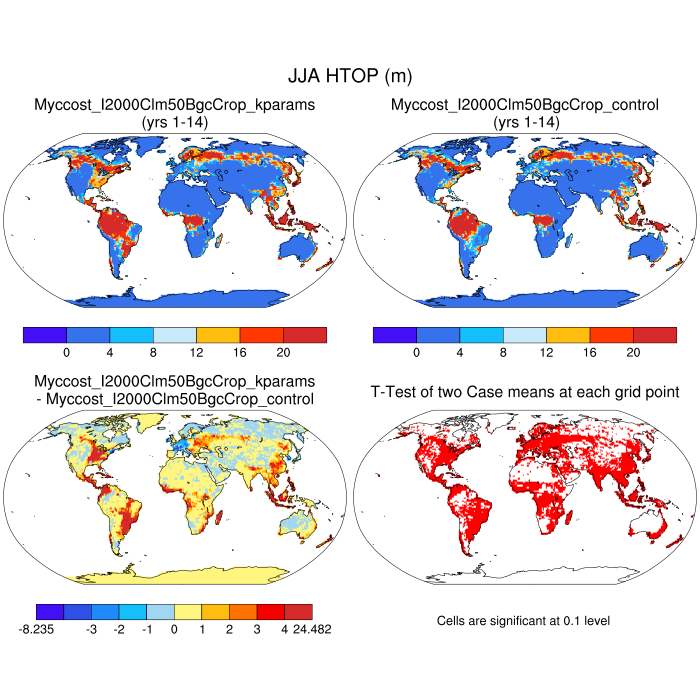 JJA HTOP (m)
Myccost_I2000Clm50BgcCrop_kparams
(yrs 1-14)
Myccost_I2000Clm50BgcCrop_control
(yrs 1-14)
0 4 8 12 16 20
0 4 8 12 16 20
Myccost_I2000Clm50BgcCrop_kparams
- Myccost_I2000Clm50BgcCrop_control
T-Test of two Case means at each grid point
-8.235 -3 -2 -1 0 1 2 3 4 24.482
Cells are significant at 0.1 level